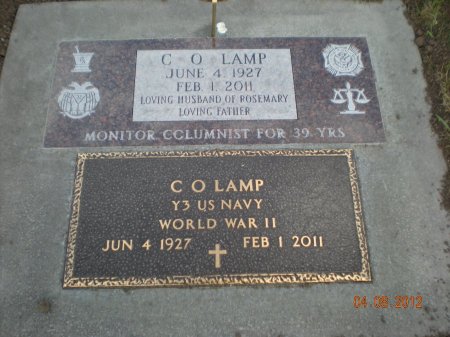 C O LAMP
JUNE 4, 1927
FEB 1, 2011
LOVING HUSBAND OF ROSEMARY
LOVING FATHER
MONITOR COLUMNIST FOR 39 YRS
C O LAMP
Y3 US NAVY
WORLD WAR II
JUN 4 1927 FEB 1 2011
04.08.2012